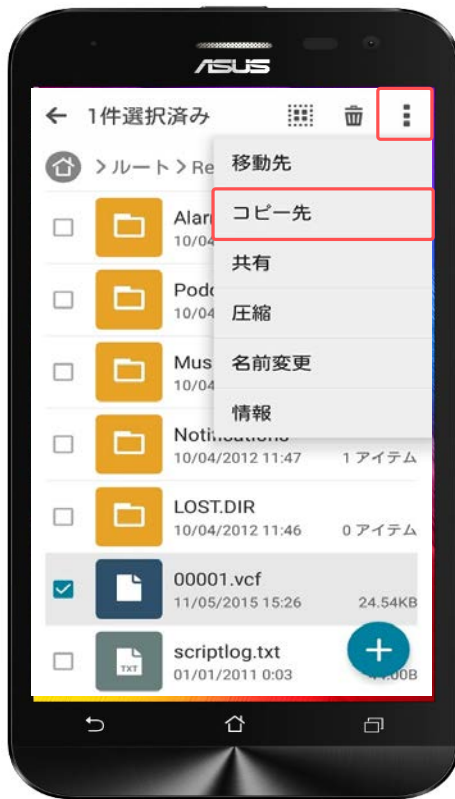 ASUS
1件選択済み
>ルート > Re
移動先
コピー先
共有
圧縮
名前変更
情報
10/04
10/04
10/04
Notifications
10/04/2012 11:47 1 アイテム
LOST.DIR
10/04/2012 11:46 0 アイテム
00001.vcf
11/05/2015 15:26 24.54KB
scriptlog.txt
TXT
01/01/2011 0:03